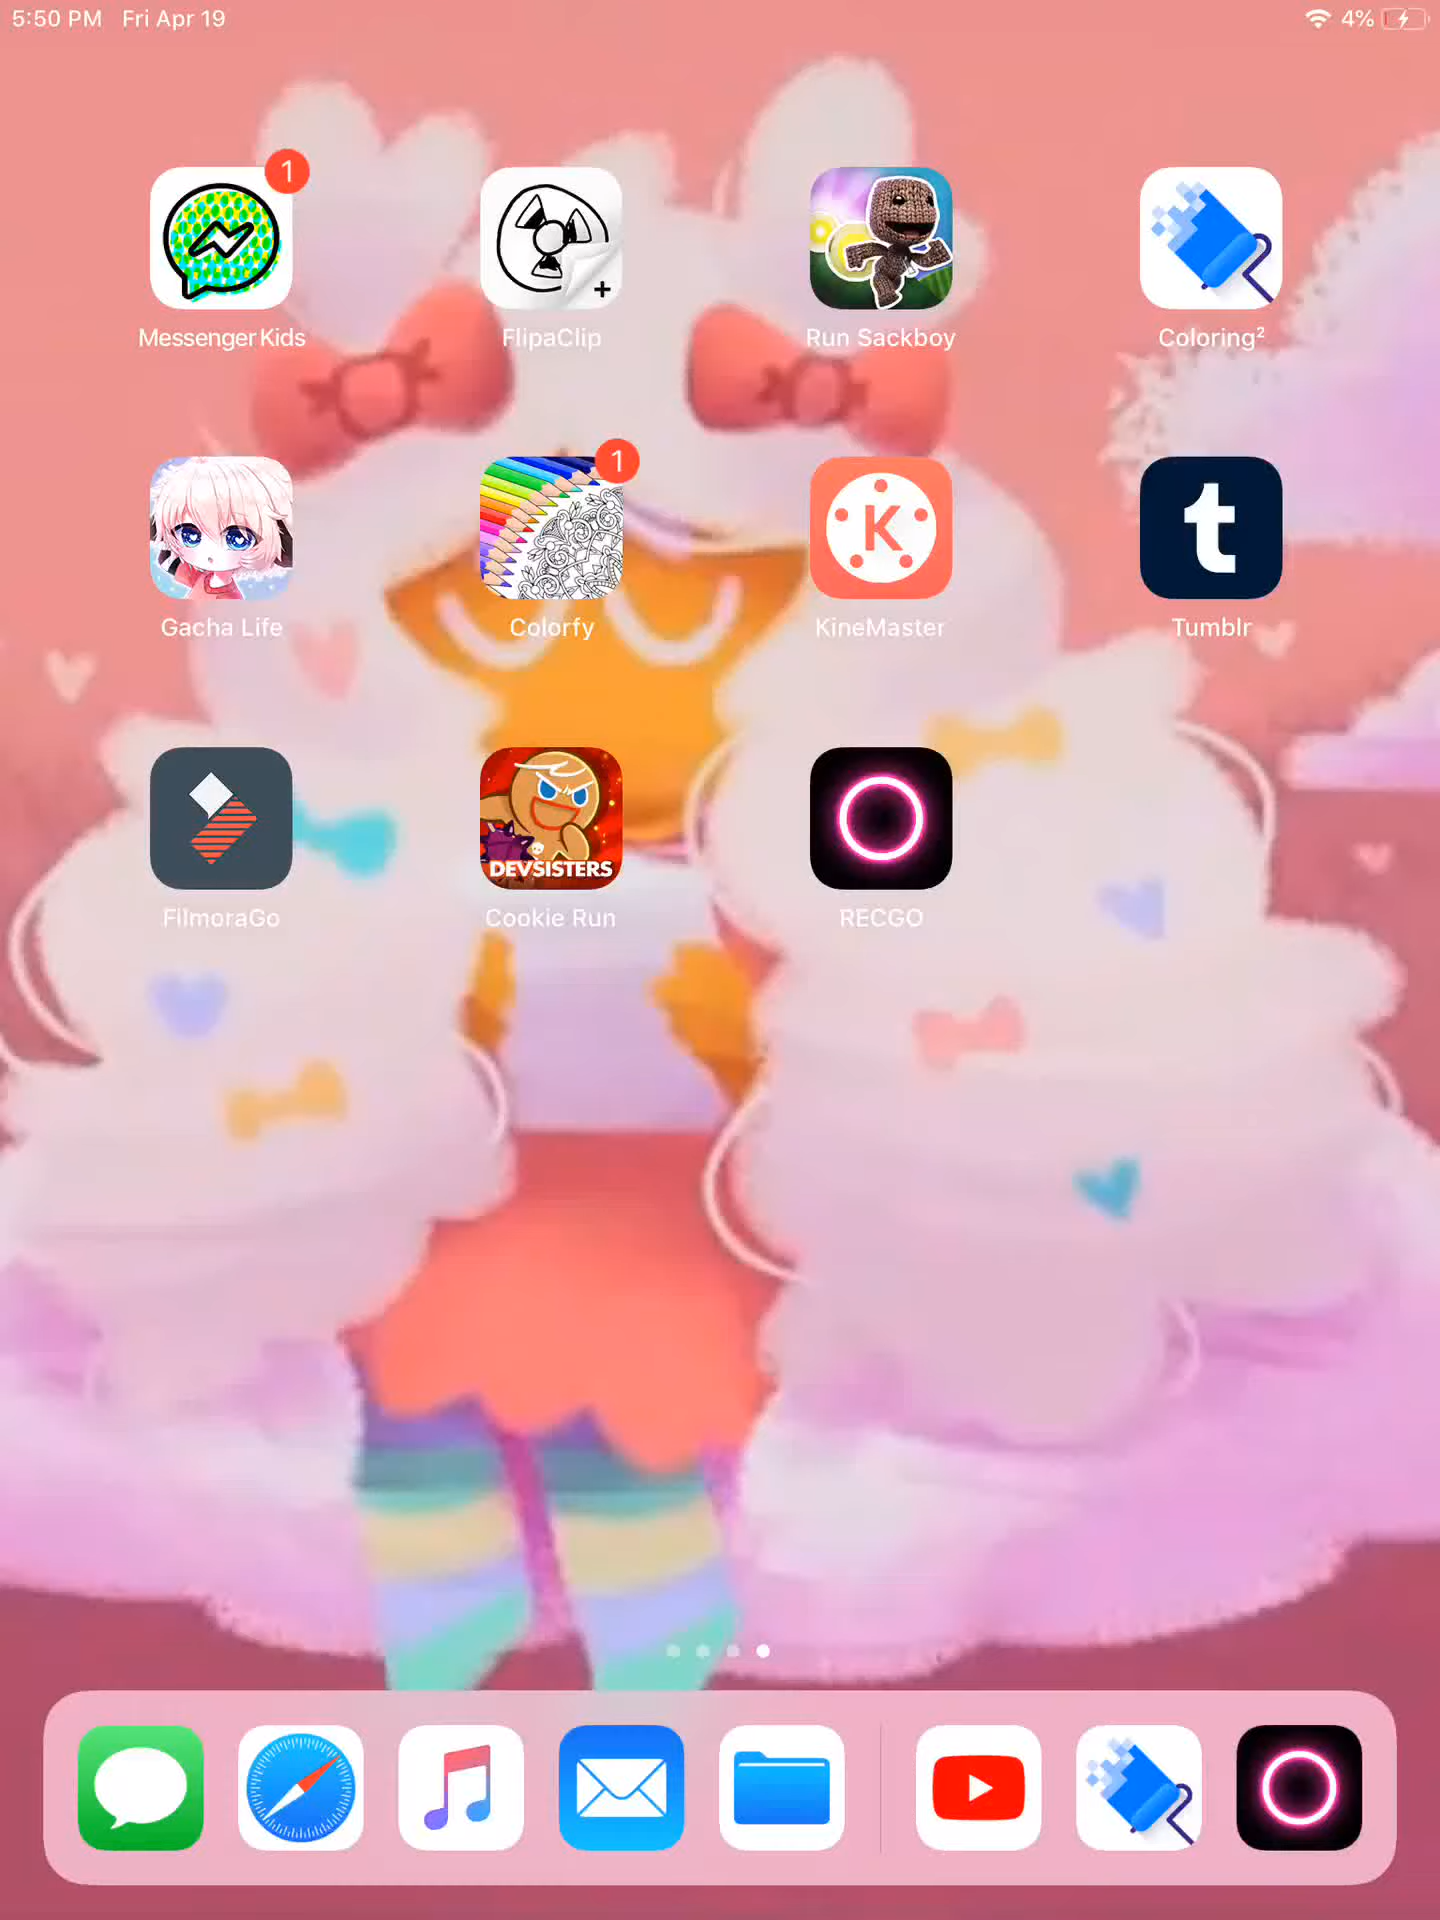 5:50 PM Fri Apr 19 4%
1
Messenger Kids FlipaClip Run Sackboy Coloring²
1
K t
Gacha Life Colorfy KineMaster Tumblr
DEVSISTERS
FilmoraGo Cookie Run RECGO